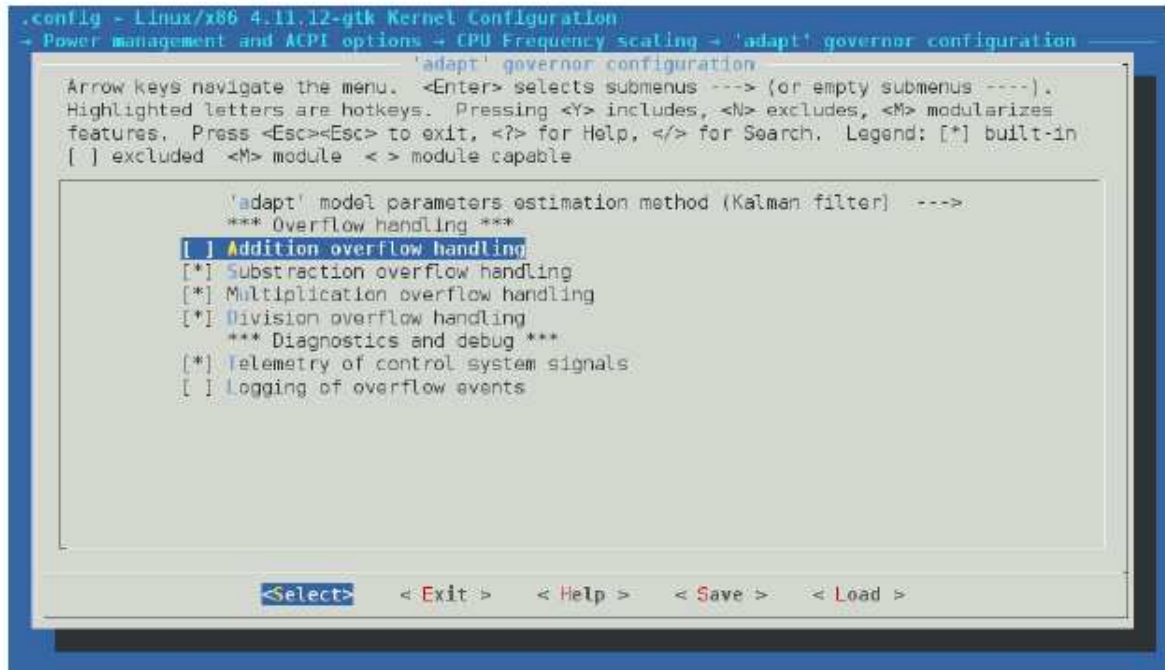 .config - Linux/x86 4.11.12-gtk Kernel Configuration
→ Power management and ACPI options → CPU Frequency scaling → 'adapt' governor configuration
'adapt' governor configuration
Arrow keys navigate the menu. <Enter> selects submenus ---> (or empty submenus ----).
Highlighted letters are hotkeys. Pressing <Y> includes, <N> excludes, <M> modularizes
features. Press <Esc><Esc> to exit, <?> for Help, </> for Search. Legend: [*] built-in
[ ] excluded <M> module < > module capable
'adapt' model parameters estimation method (Kalman filter) --->
*** Overflow handling ***
[ ] Addition overflow handling
[*] Substraction overflow handling
[*] Multiplication overflow handling
[*] Division overflow handling
*** Diagnostics and debug ***
[*] Telemetry of control system signals
[ ] Logging of overflow events
<Select> < Exit > < Help > < Save > < Load >